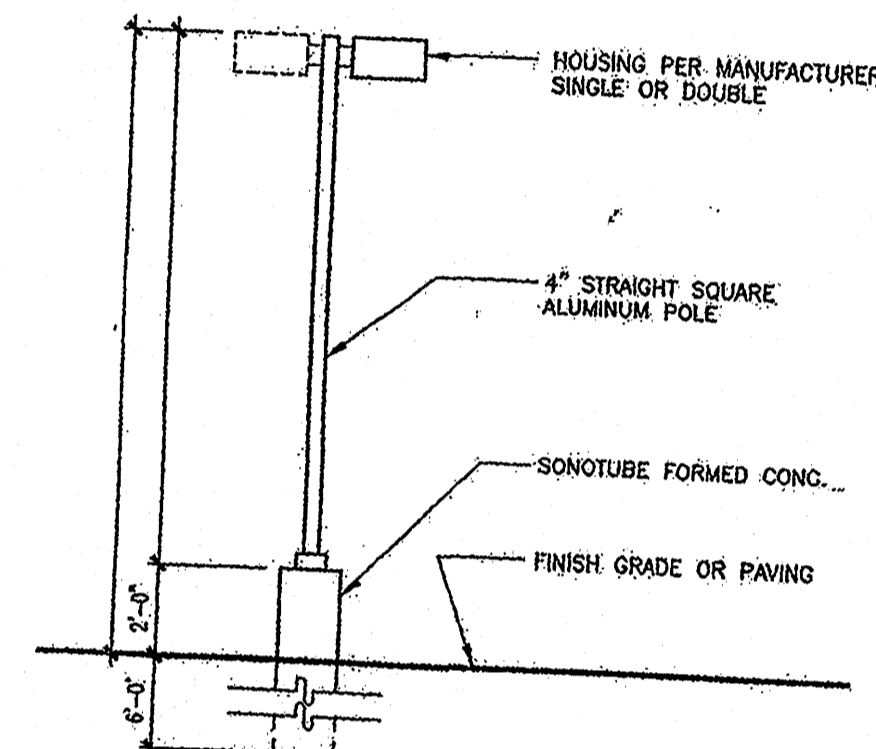 HOUSING PER MANUFACTURER
SINGLE OR DOUBLE
4" STRAIGHT SQUARE
ALUMINUM POLE
SONOTUBE FORMED CONC.
FINISH GRADE OR PAVING
2'-0"
6'-0"